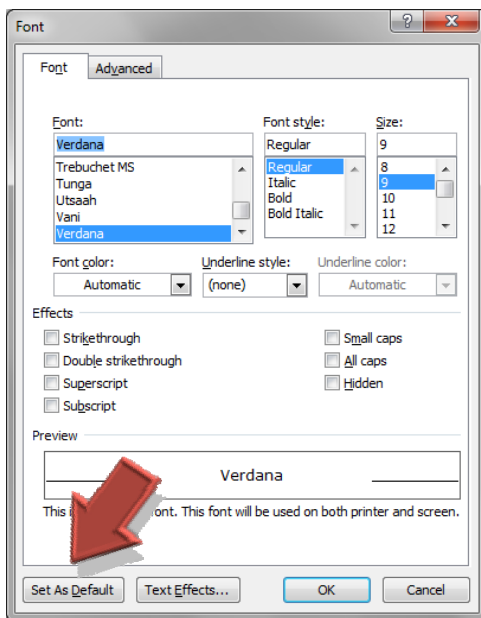 Font
?
Font Advanced
Font: Font style: Size:
Verdana Regular 9
Trebuchet MS Regular 8
Tunga Italic 9
Utsaah Bold 10
Vani Bold Italic 11
Verdana 12
Font color: Underline style: Underline color:
Automatic (none) Automatic
Effects
Strikethrough Small caps
Double strikethrough All caps
Superscript Hidden
Subscript
Preview
Verdana
This font. This font will be used on both printer and screen.
Set As Default Text Effects... OK Cancel